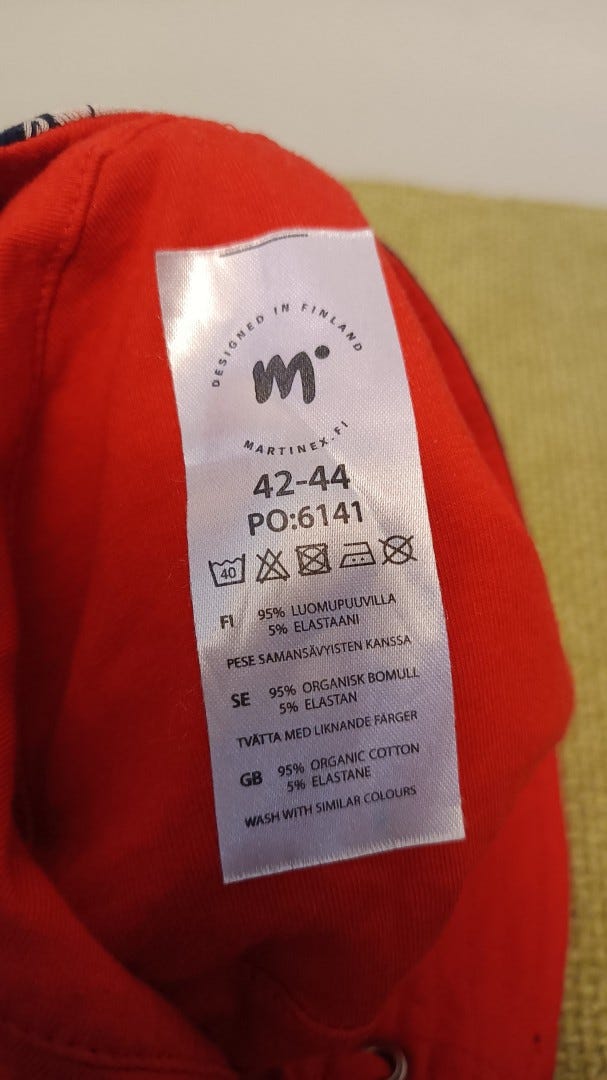 DESIGNED IN FINLAND
m
MARTINEX.FI
42-44
PO:6141
40
FI 95% LUOMUPUUVILLA
5% ELASTAANI
PESE SAMANSÄVYISTEN KANSSA
SE 95% ORGANISK BOMULL
5% ELASTAN
TVÄTTA MED LIKNANDE FÄRGER
GB 95% ORGANIC COTTON
5% ELASTANE
WASH WITH SIMILAR COLOURS